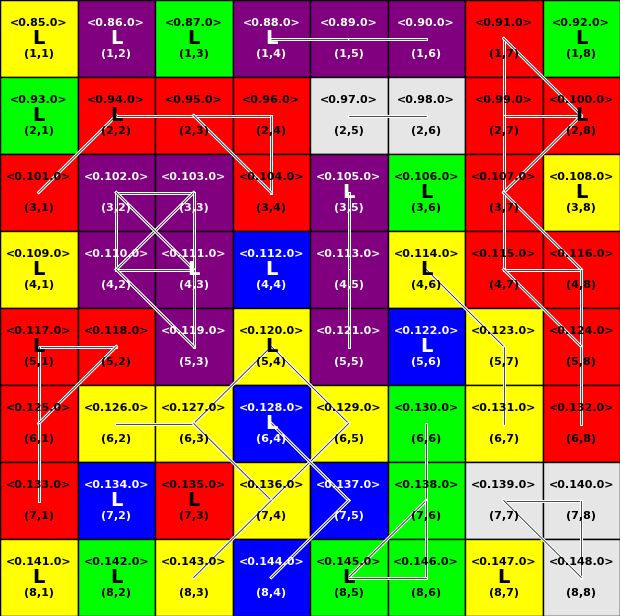 <0.85.0> <0.86.0> <0.87.0> <0.88.0> <0.89.0> <0.90.0> <0.91.0> <0.92.0>
L L L L L
(1,1) (1,2) (1,3) (1,4) (1,5) (1,6) (1,7) (1,8)
<0.93.0> <0.94.0> <0.95.0> <0.96.0> <0.97.0> <0.98.0> <0.99.0> <0.100.0>
L L L
(2,1) (2,2) (2,3) (2,4) (2,5) (2,6) (2,7) (2,8)
<0.101.0> <0.102.0> <0.103.0> <0.104.0> <0.105.0> <0.106.0> <0.107.0> <0.108.0>
L L L
(3,1) (3,2) (3,3) (3,4) (3,5) (3,6) (3,7) (3,8)
<0.109.0> <0.110.0> <0.111.0> <0.112.0> <0.113.0> <0.114.0> <0.115.0> <0.116.0>
L L L L
(4,1) (4,2) (4,3) (4,4) (4,5) (4,6) (4,7) (4,8)
<0.117.0> <0.118.0> <0.119.0> <0.120.0> <0.121.0> <0.122.0> <0.123.0> <0.124.0>
L L L
(5,1) (5,2) (5,3) (5,4) (5,5) (5,6) (5,7) (5,8)
<0.125.0> <0.126.0> <0.127.0> <0.128.0> <0.129.0> <0.130.0> <0.131.0> <0.132.0>
L
(6,1) (6,2) (6,3) (6,4) (6,5) (6,6) (6,7) (6,8)
<0.133.0> <0.134.0> <0.135.0> <0.136.0> <0.137.0> <0.138.0> <0.139.0> <0.140.0>
L L
(7,1) (7,2) (7,3) (7,4) (7,5) (7,6) (7,7) (7,8)
<0.141.0> <0.142.0> <0.143.0> <0.144.0> <0.145.0> <0.146.0> <0.147.0> <0.148.0>
L L L L
(8,1) (8,2) (8,3) (8,4) (8,5) (8,6) (8,7) (8,8)